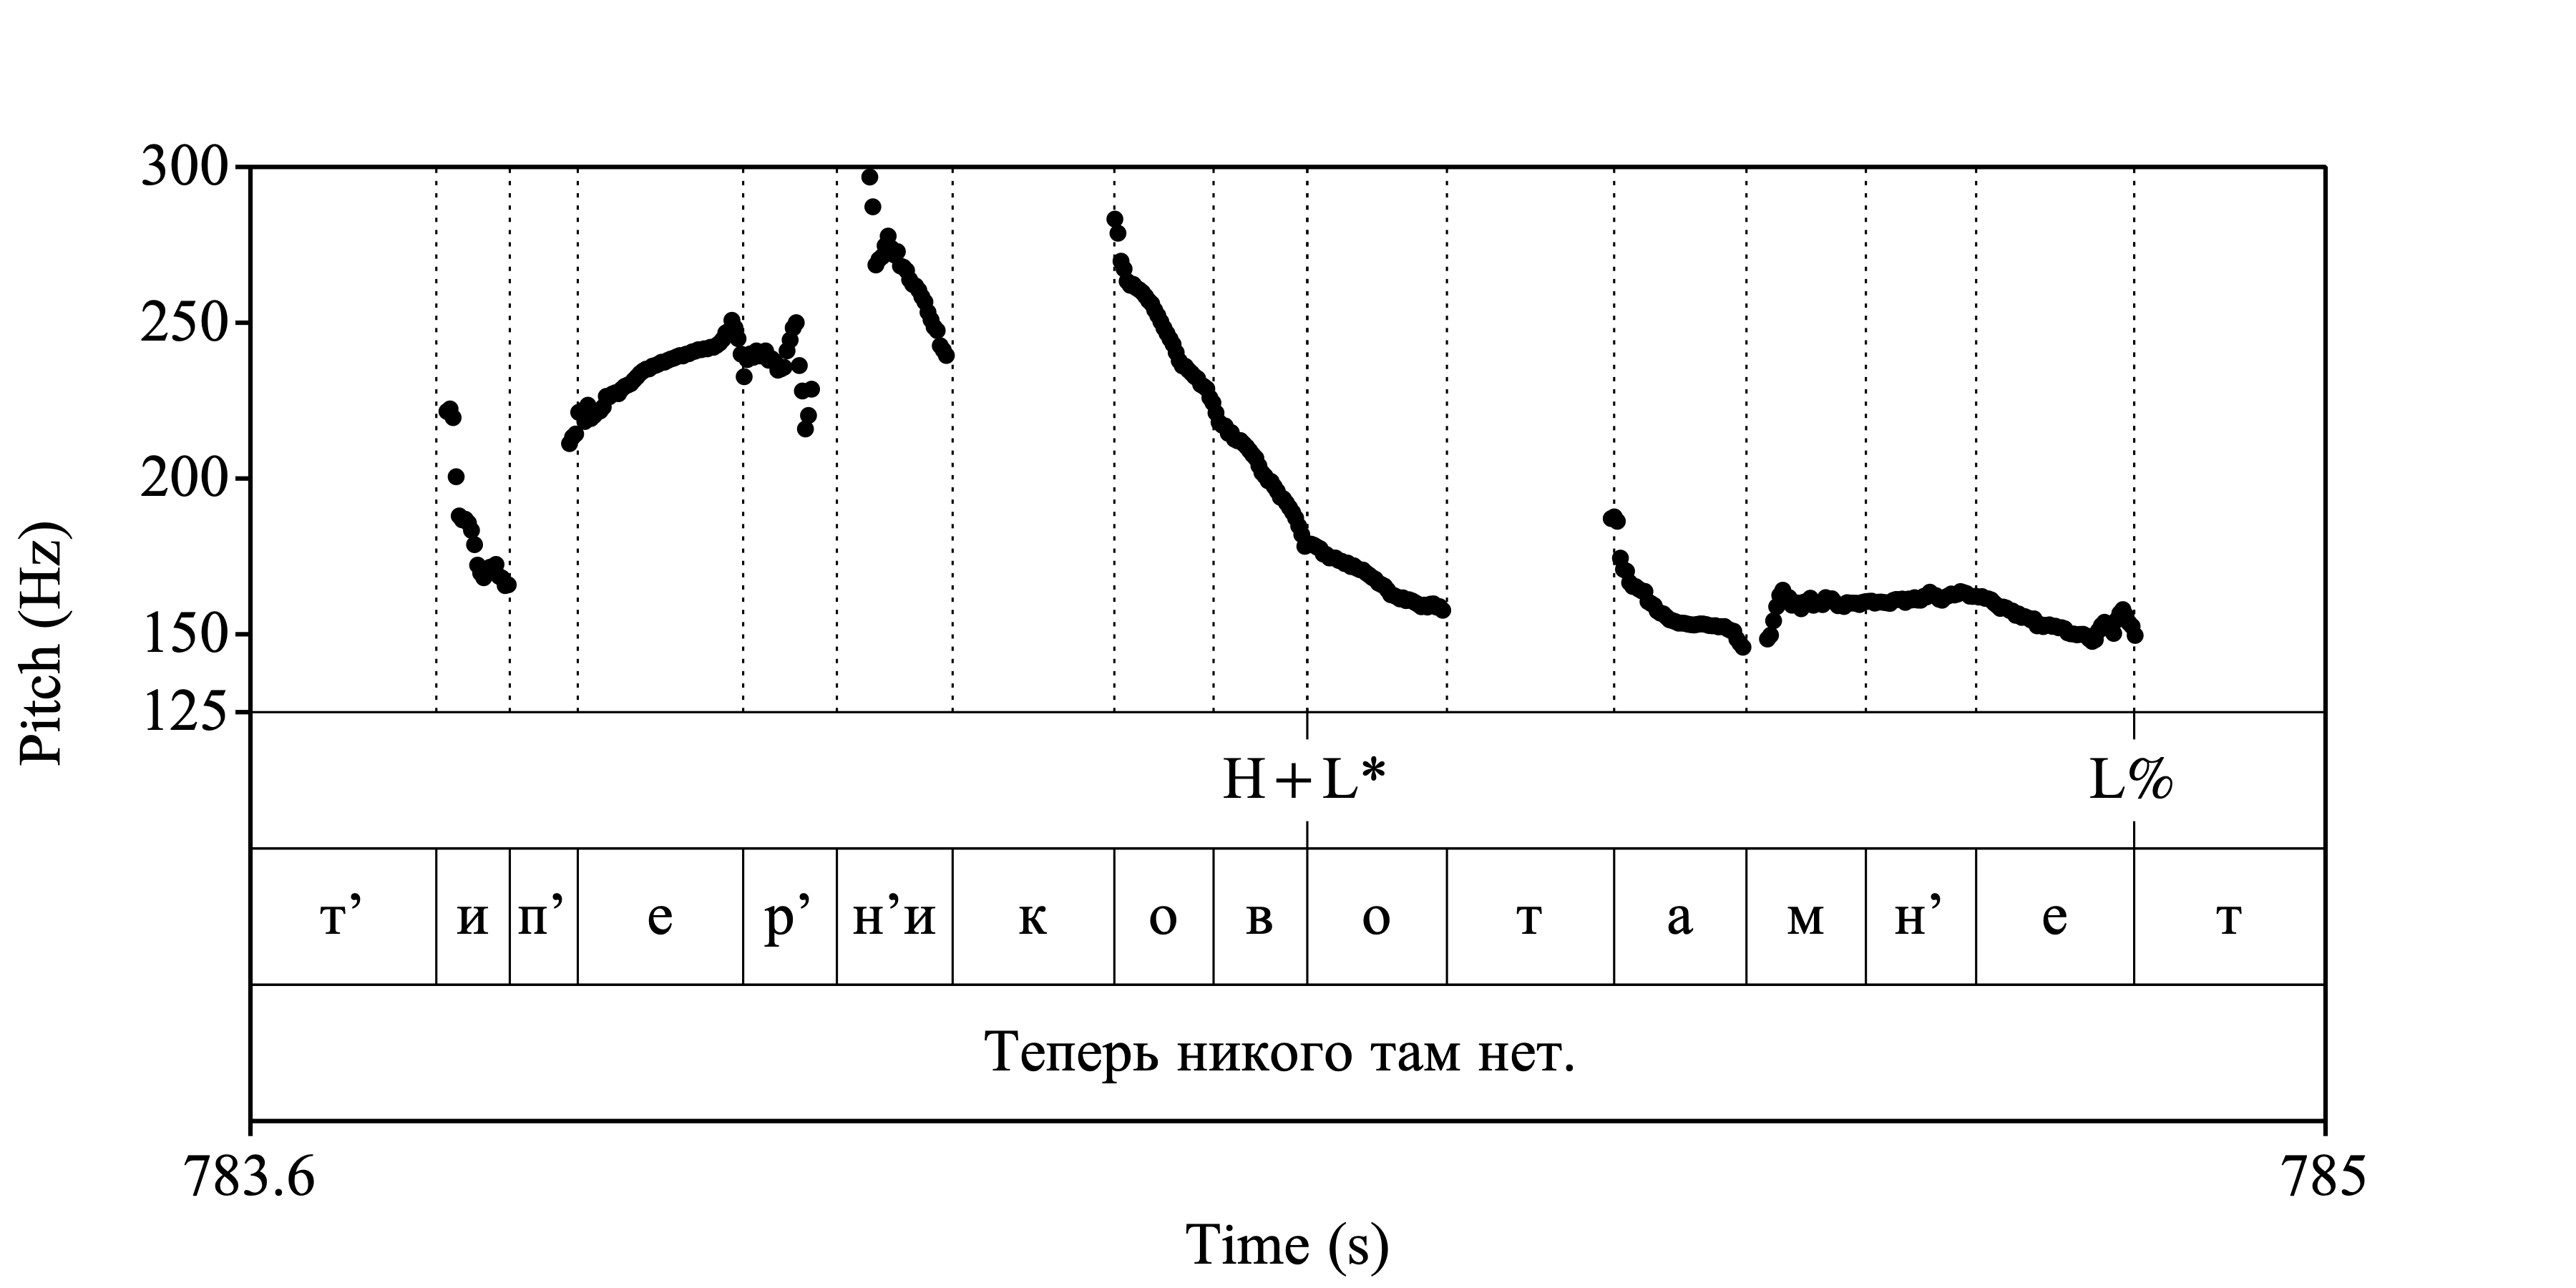 300
250
200
150
125
Pitch (Hz)
H+L* L%
т’ и п’ е р’ н’и к о в о т а м н’ е т
Теперь никого там нет.
783.6 785
Time (s)